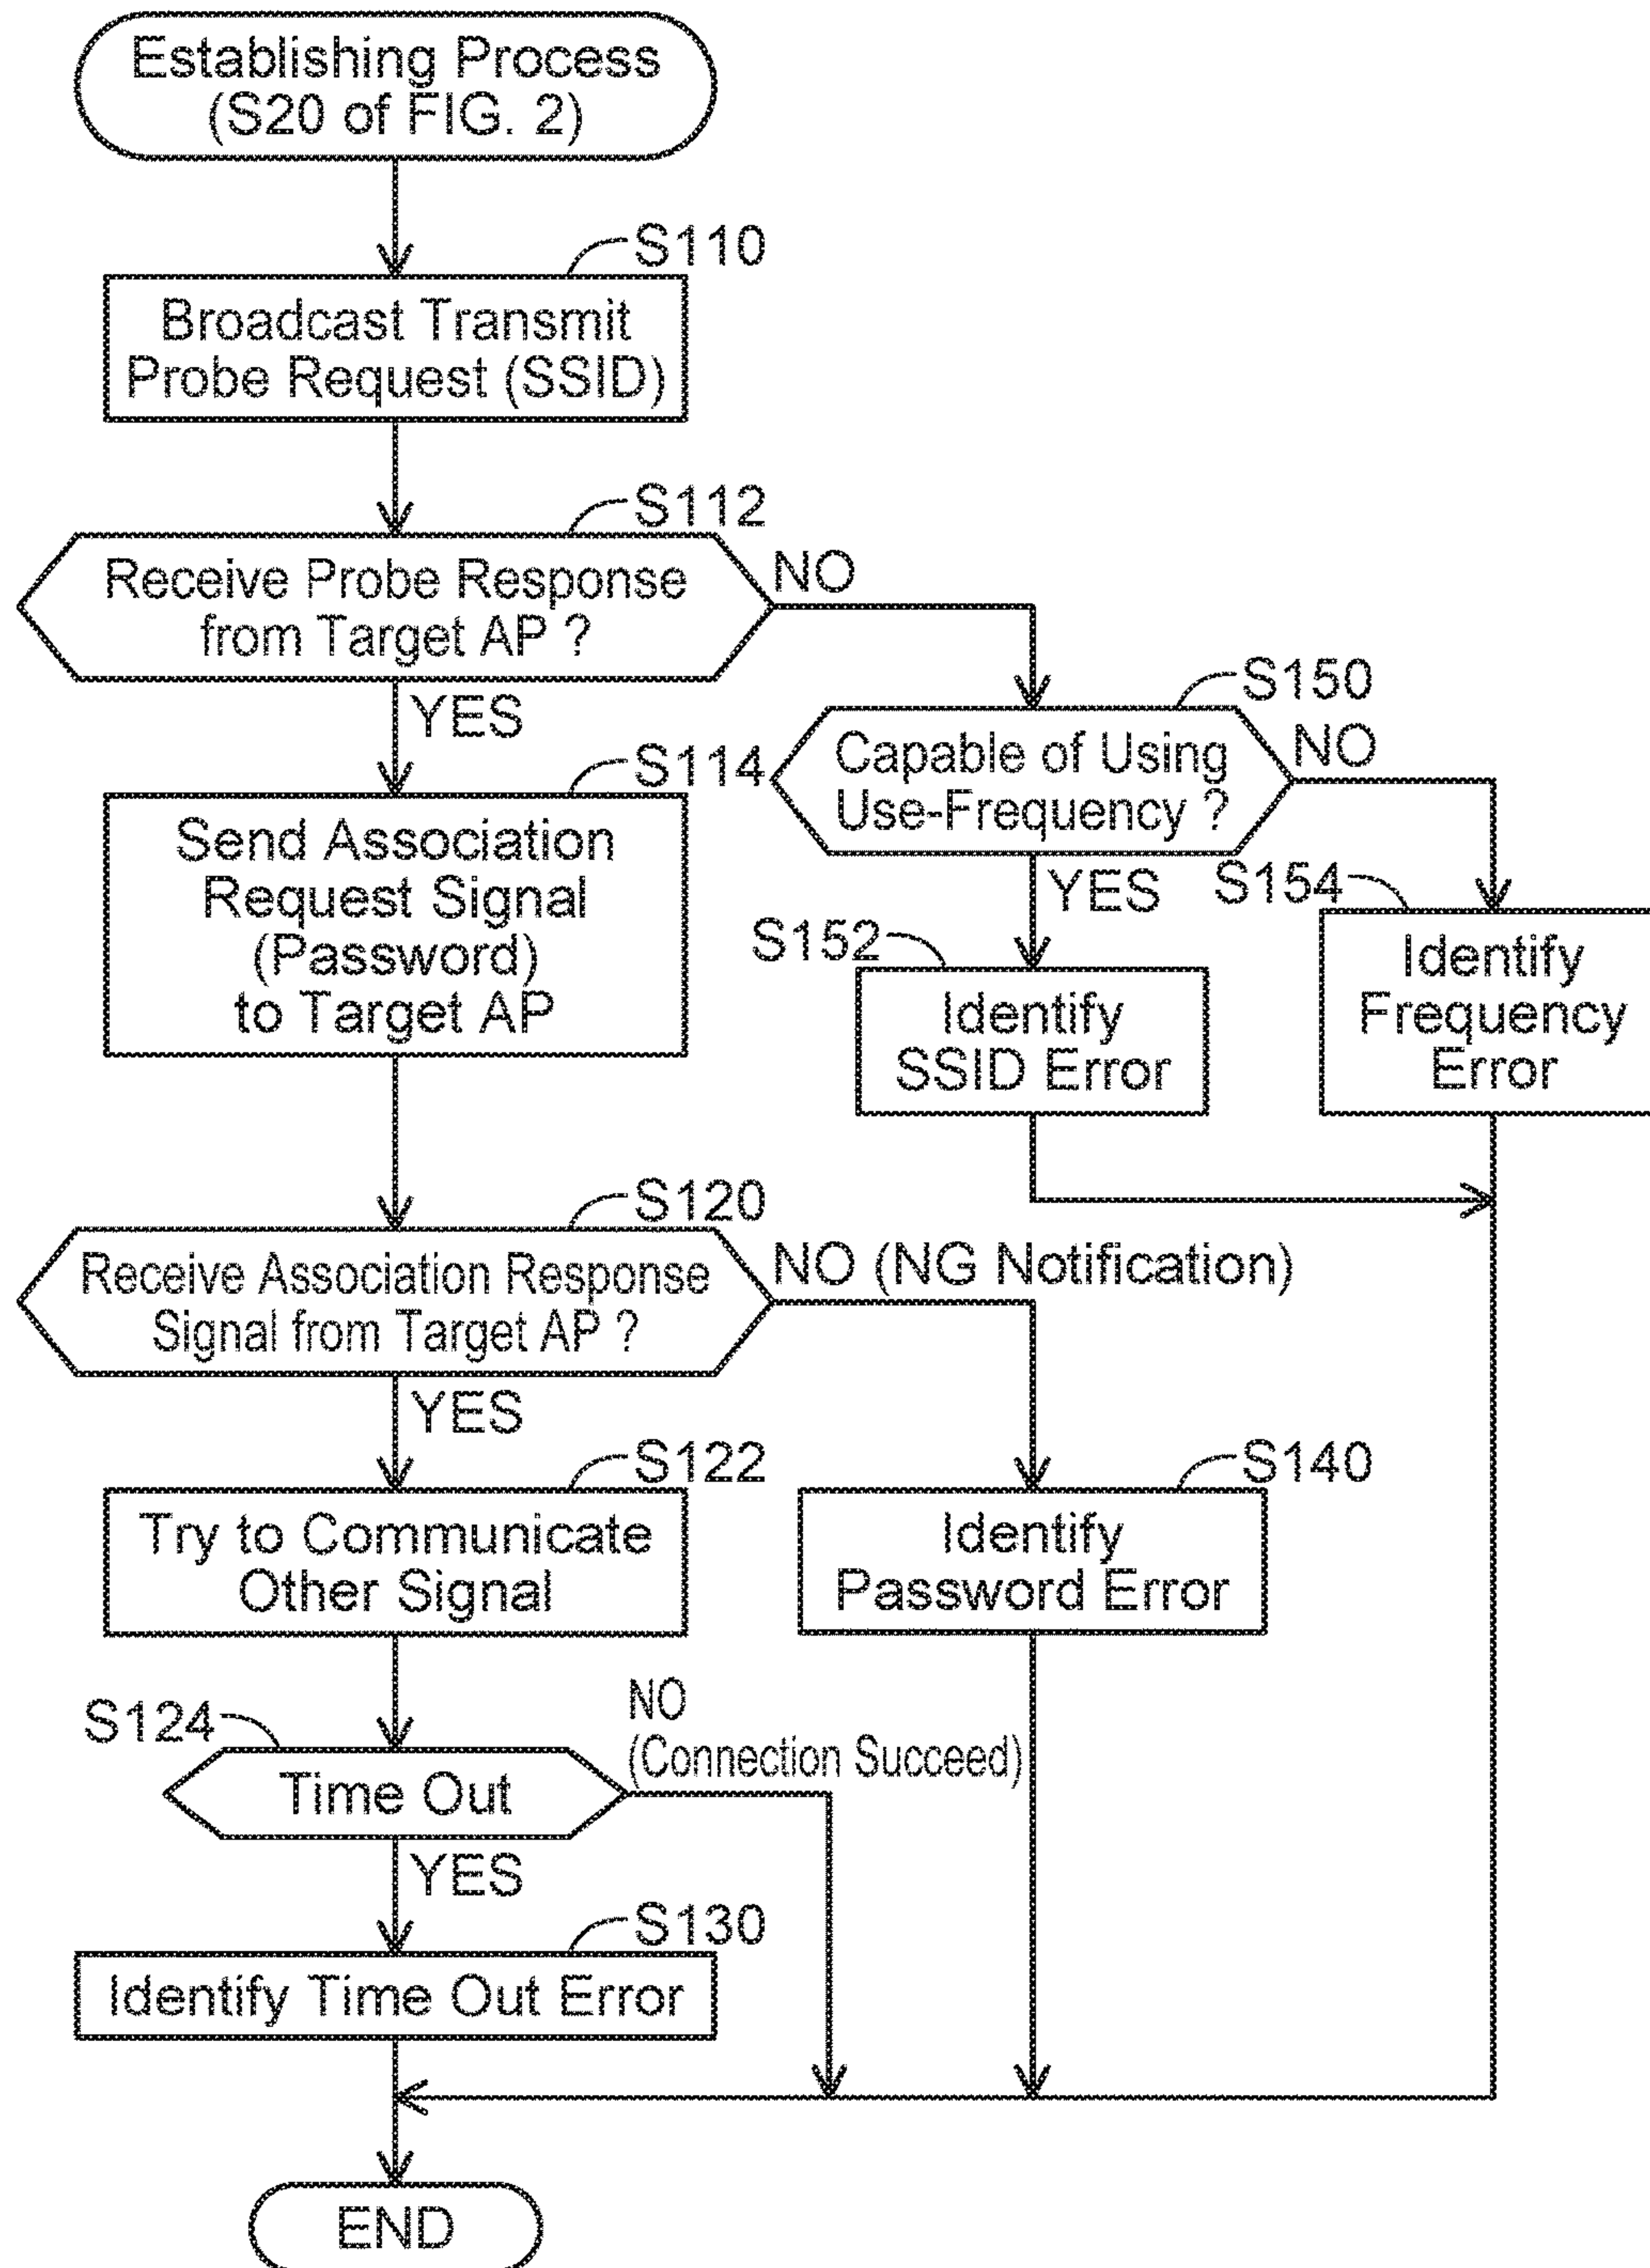 Establishing Process
(S20 of FIG. 2)
S110
Broadcast Transmit
Probe Request (SSID)
S112
Receive Probe Response
from Target AP ?
NO
YES
S150
Capable of Using
Use-Frequency ?
NO
YES
S114
Send Association
Request Signal
(Password)
to Target AP
S152
Identify
SSID Error
S154
Identify
Frequency
Error
S120
Receive Association Response
Signal from Target AP ?
NO (NG Notification)
YES
S122
Try to Communicate
Other Signal
S140
Identify
Password Error
S124
Time Out
NO
(Connection Succeed)
YES
S130
Identify Time Out Error
END